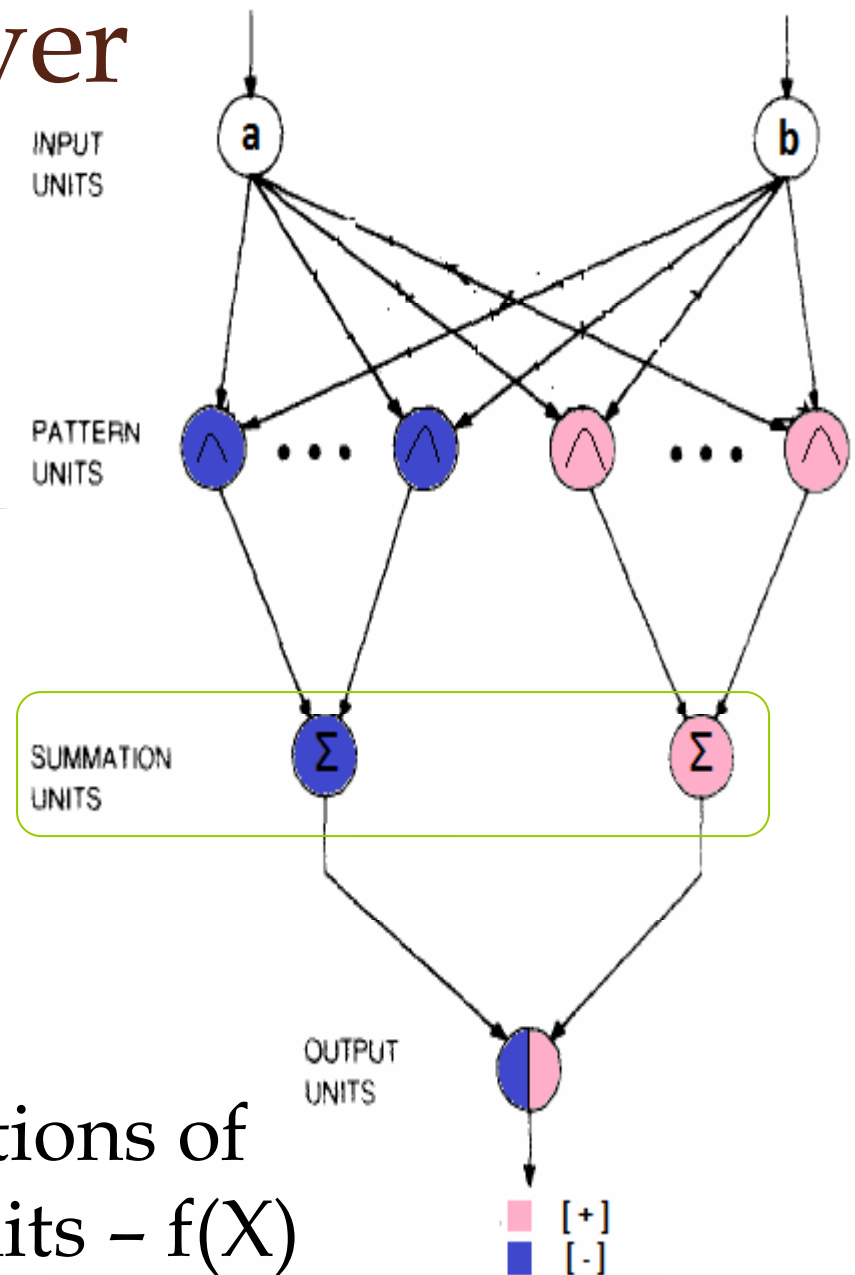 yer
a
b
INPUT
UNITS
PATTERN
UNITS
SUMMATION
UNITS
Σ
Σ
OUTPUT
UNITS
tions of
its – f(X)
[+]
[-]